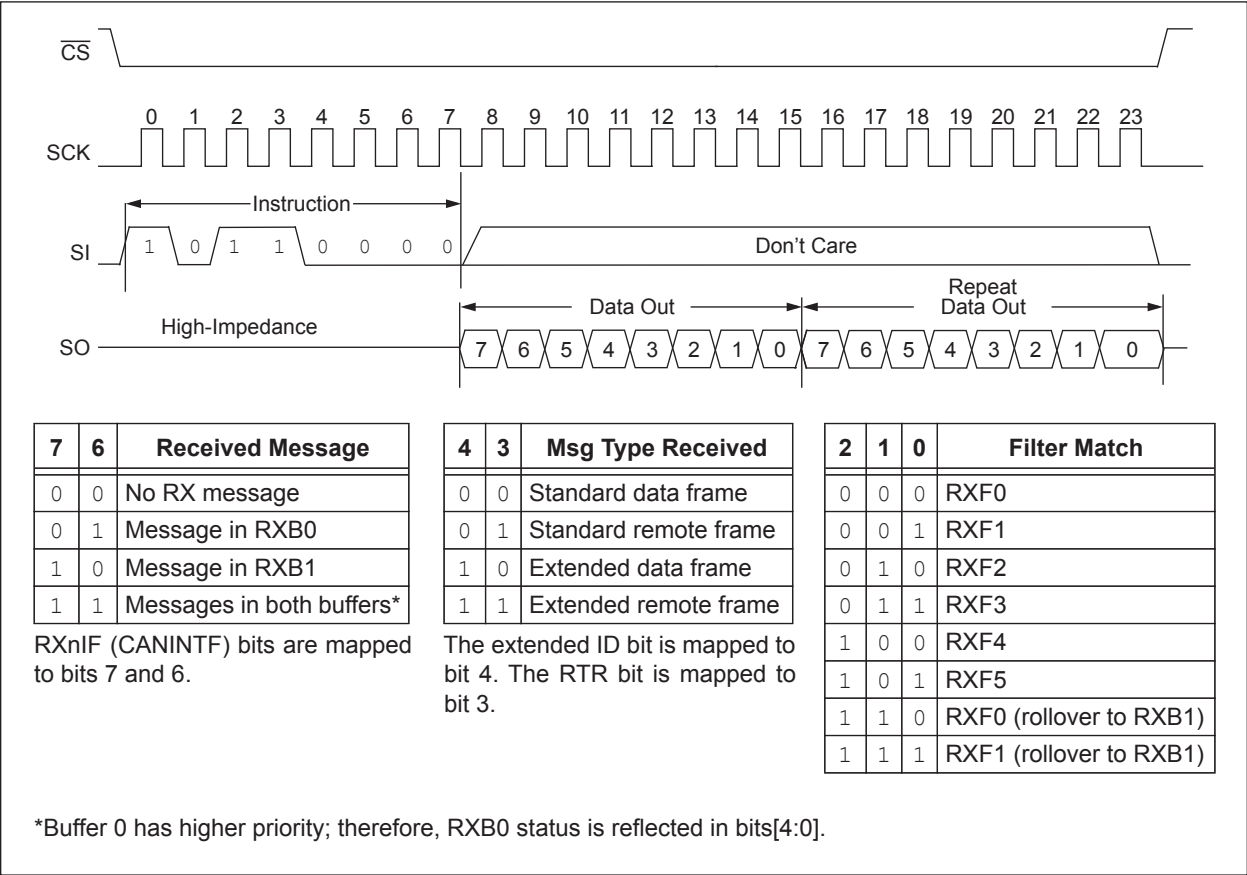 CS
0 1 2 3 4 5 6 7 8 9 10 11 12 13 14 15 16 17 18 19 20 21 22 23
SCK
Instruction
SI
1 0 1 1 0 0 0 0
Don't Care
Repeat
Data Out
Data Out
High-Impedance
SO
7 6 5 4 3 2 1 0 7 6 5 4 3 2 1 0
7 6 Received Message
0 0 No RX message
0 1 Message in RXB0
1 0 Message in RXB1
1 1 Messages in both buffers*
RXnIF (CANINTF) bits are mapped
to bits 7 and 6.
4 3 Msg Type Received
0 0 Standard data frame
0 1 Standard remote frame
1 0 Extended data frame
1 1 Extended remote frame
The extended ID bit is mapped to
bit 4. The RTR bit is mapped to
bit 3.
2 1 0 Filter Match
0 0 0 RXF0
0 0 1 RXF1
0 1 0 RXF2
0 1 1 RXF3
1 0 0 RXF4
1 0 1 RXF5
1 1 0 RXF0 (rollover to RXB1)
1 1 1 RXF1 (rollover to RXB1)
*Buffer 0 has higher priority; therefore, RXB0 status is reflected in bits[4:0].